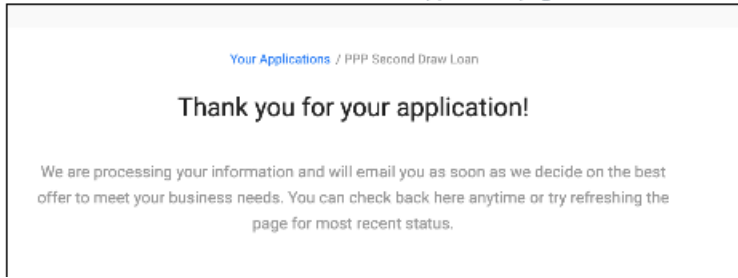 Your Applications / PPP Second Draw Loan
Thank you for your application!
We are processing your information and will email you as soon as we decide on the best
offer to meet your business needs. You can check back here anytime or try refreshing the
page for most recent status.